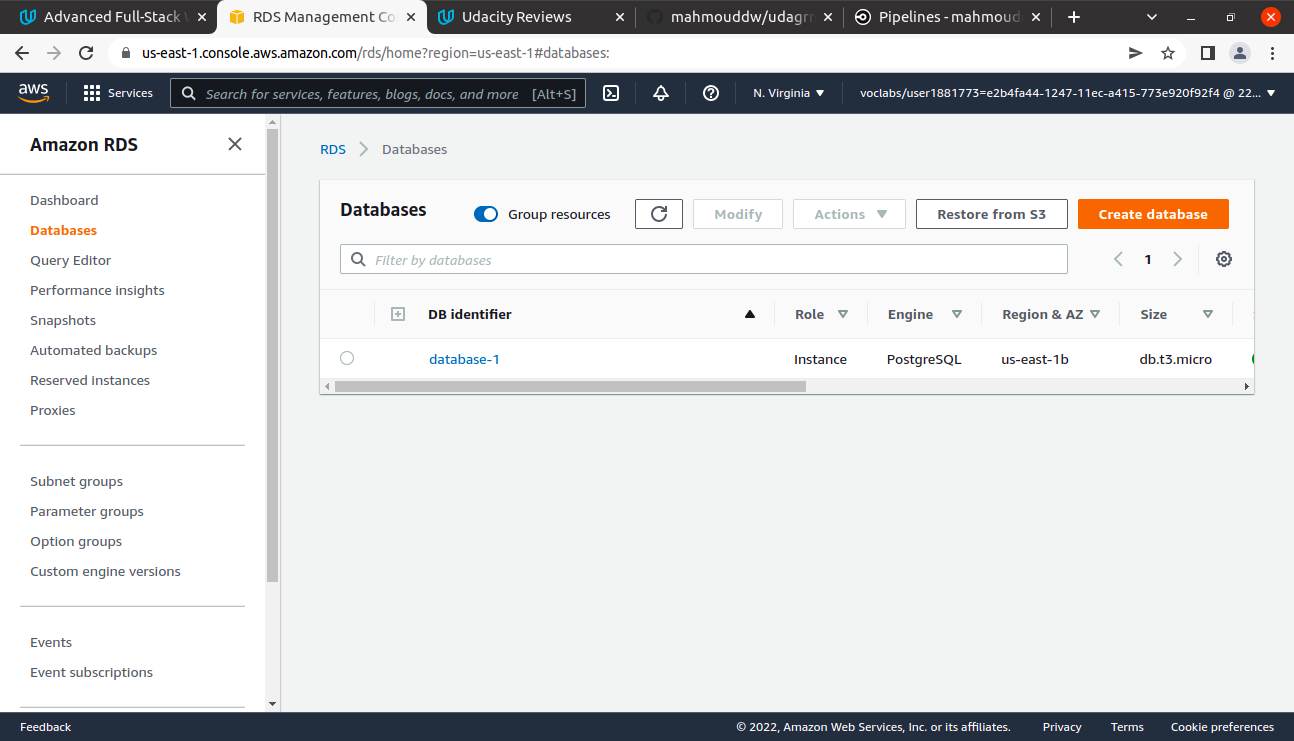 Advanced Full-Stack
RDS Management Co
Udacity Reviews
mahmouddw/udagr
Pipelines - mahmoud
us-east-1.console.aws.amazon.com/rds/home?region=us-east-1#databases:
aws
Services
Search for services, features, blogs, docs, and more [Alt+S]
N. Virginia
voclabs/user1881773=e2b4fa44-1247-11ec-a415-773e920f92f4 @ 22...
Amazon RDS
Dashboard
Databases
Query Editor
Performance insights
Snapshots
Automated backups
Reserved instances
Proxies
Subnet groups
Parameter groups
Option groups
Custom engine versions
Events
Event subscriptions
RDS
Databases
Databases
Group resources
Modify
Actions
Restore from S3
Create database
Filter by databases
1
DB identifier Role Engine Region & AZ Size
database-1 Instance PostgreSQL us-east-1b db.t3.micro
Feedback
© 2022, Amazon Web Services, Inc. or its affiliates. Privacy Terms Cookie preferences